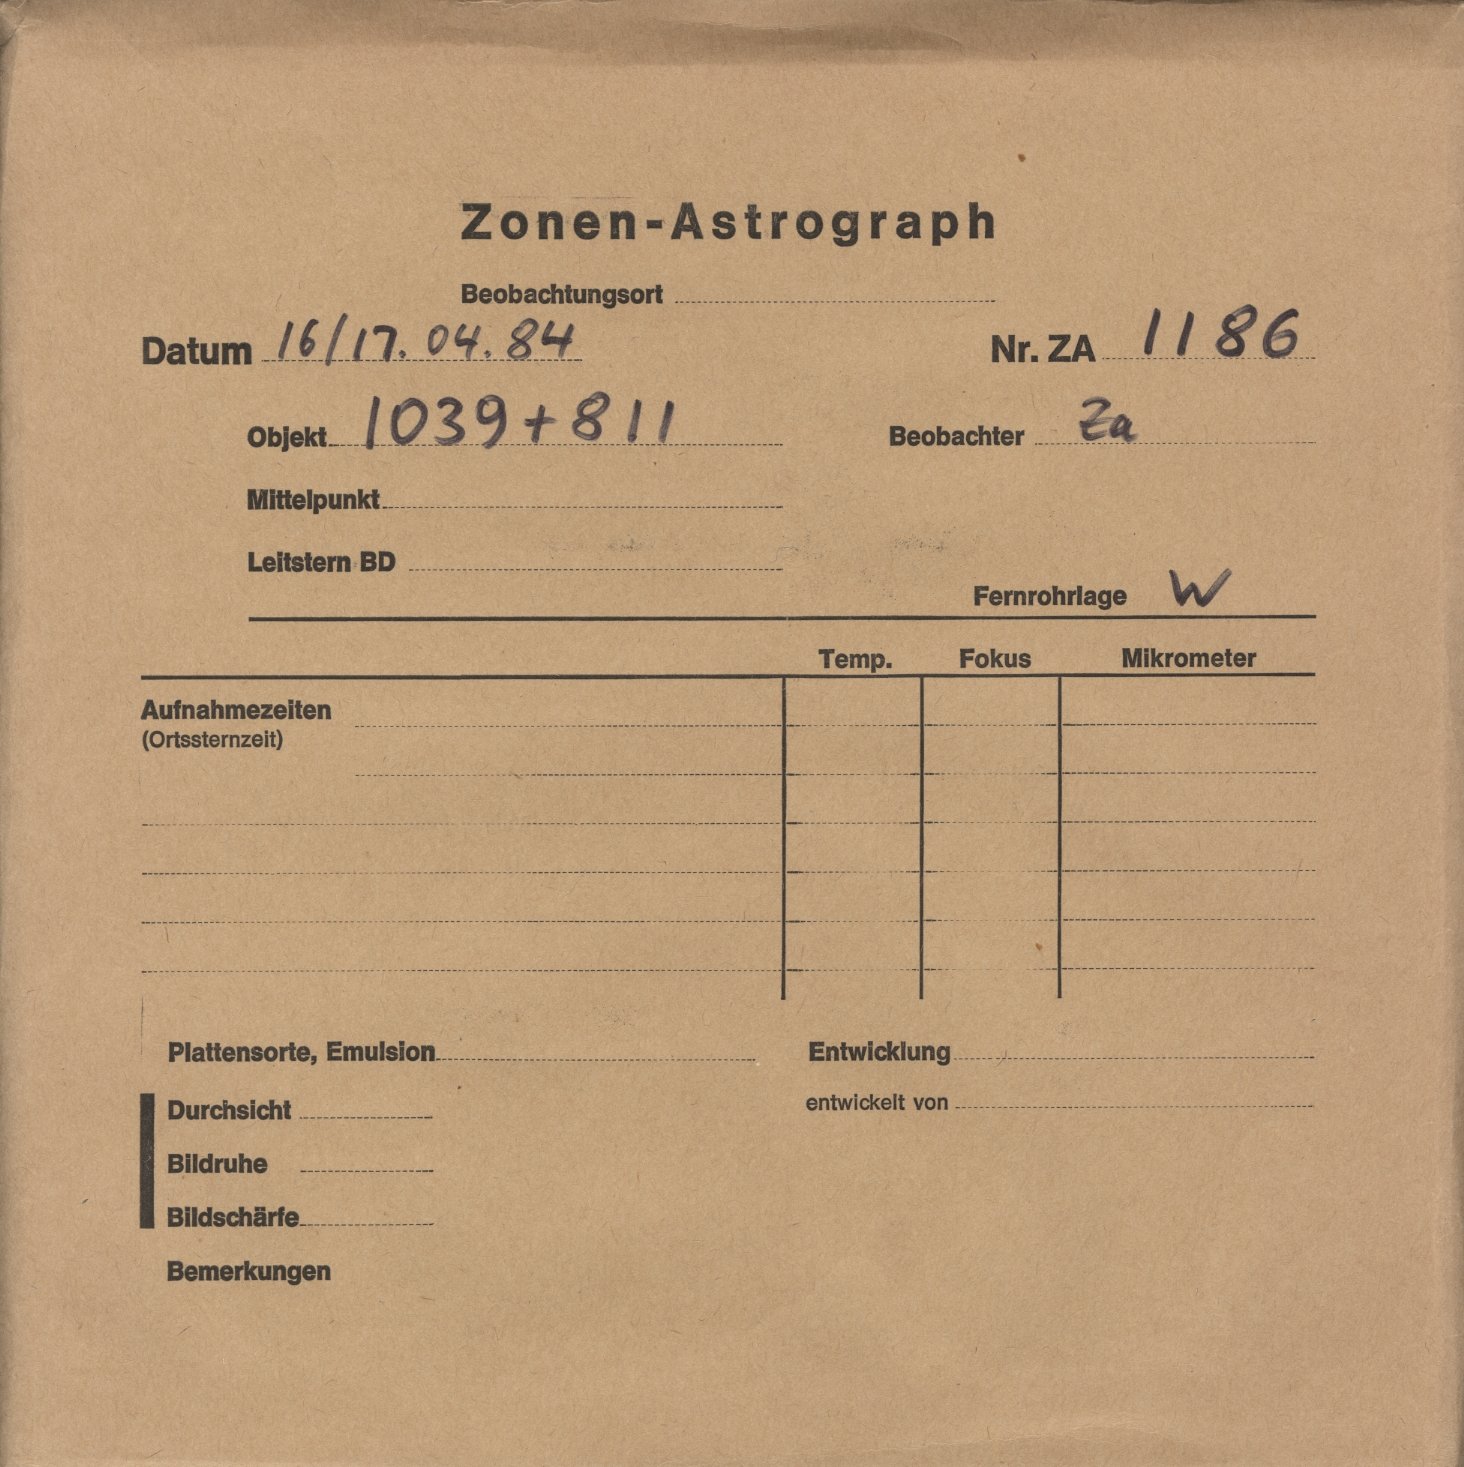 Zonen-Astrograph
Beobachtungsort
Datum 16/17.04.84 Nr. ZA 1186
Objekt 1039+811 Beobachter Za
Mittelpunkt
Leitstern BD
Fernrohrlage W
Temp. Fokus Mikrometer
Aufnahmezeiten
(Ortssternzeit)
Plattensorte, Emulsion Entwicklung
Durchsicht entwickelt von
Bildruhe
Bildschärfe
Bemerkungen